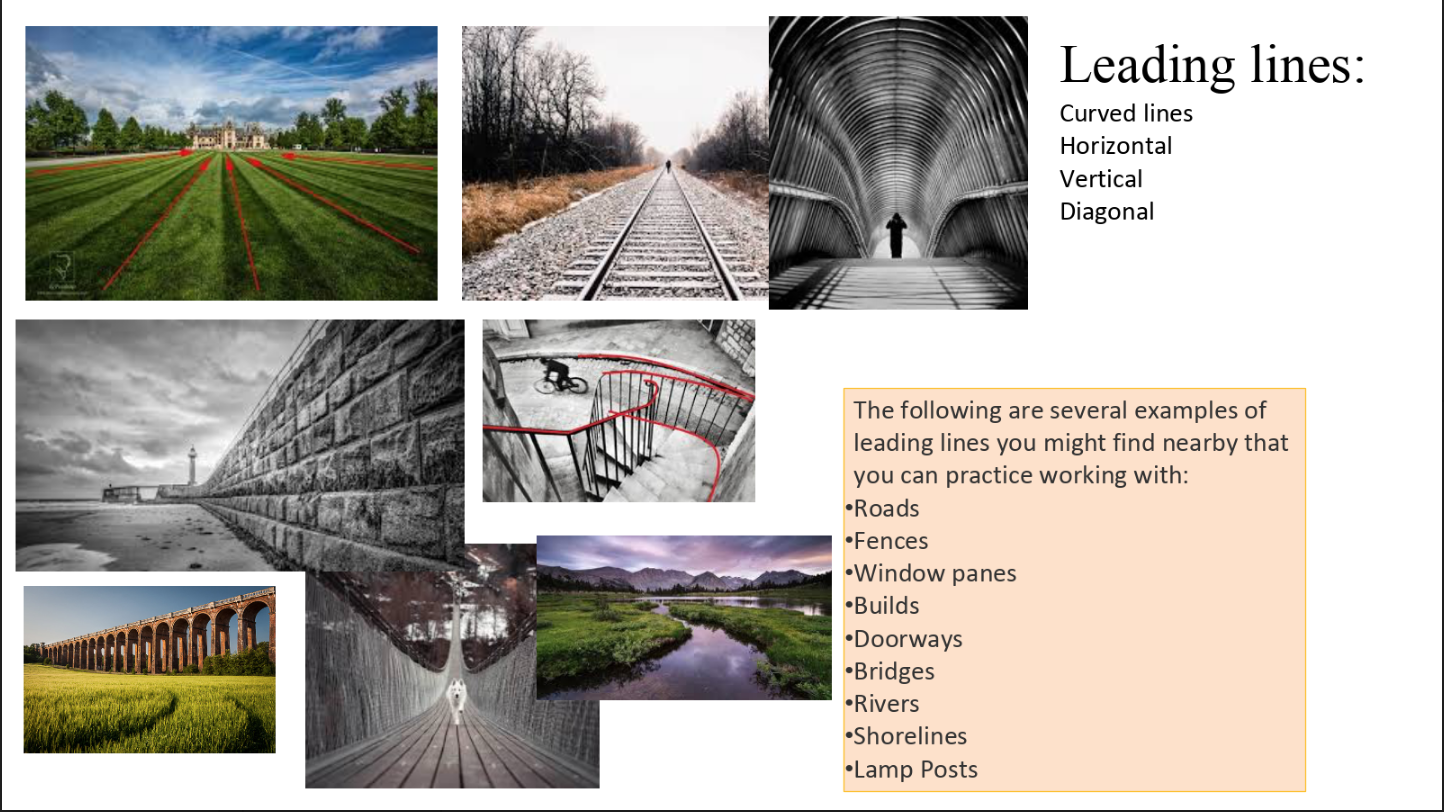 Leading lines:
Curved lines
Horizontal
Vertical
Diagonal
The following are several examples of
leading lines you might find nearby that
you can practice working with:
•Roads
•Fences
•Window panes
•Builds
•Doorways
•Bridges
•Rivers
•Shorelines
•Lamp Posts